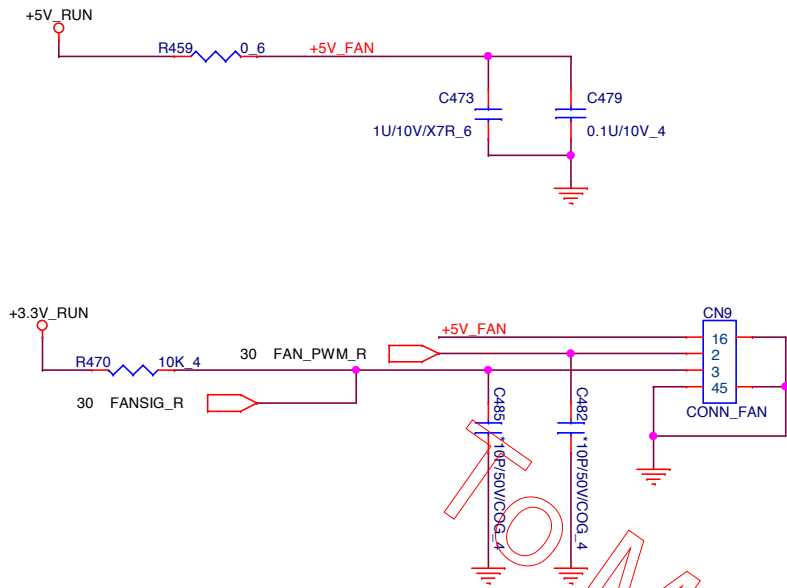 +5V_RUN
R459 0_6 +5V_FAN
C473 C479
1U/10V/X7R_6 0.1U/10V_4
+3.3V_RUN CN9
+5V_FAN 16
30 FAN_PWM_R 2
R470 10K_4 3
30 FANSIG_R 45
CONN_FAN
C485 *10P/50V/COG_4
C482 *10P/50V/COG_4